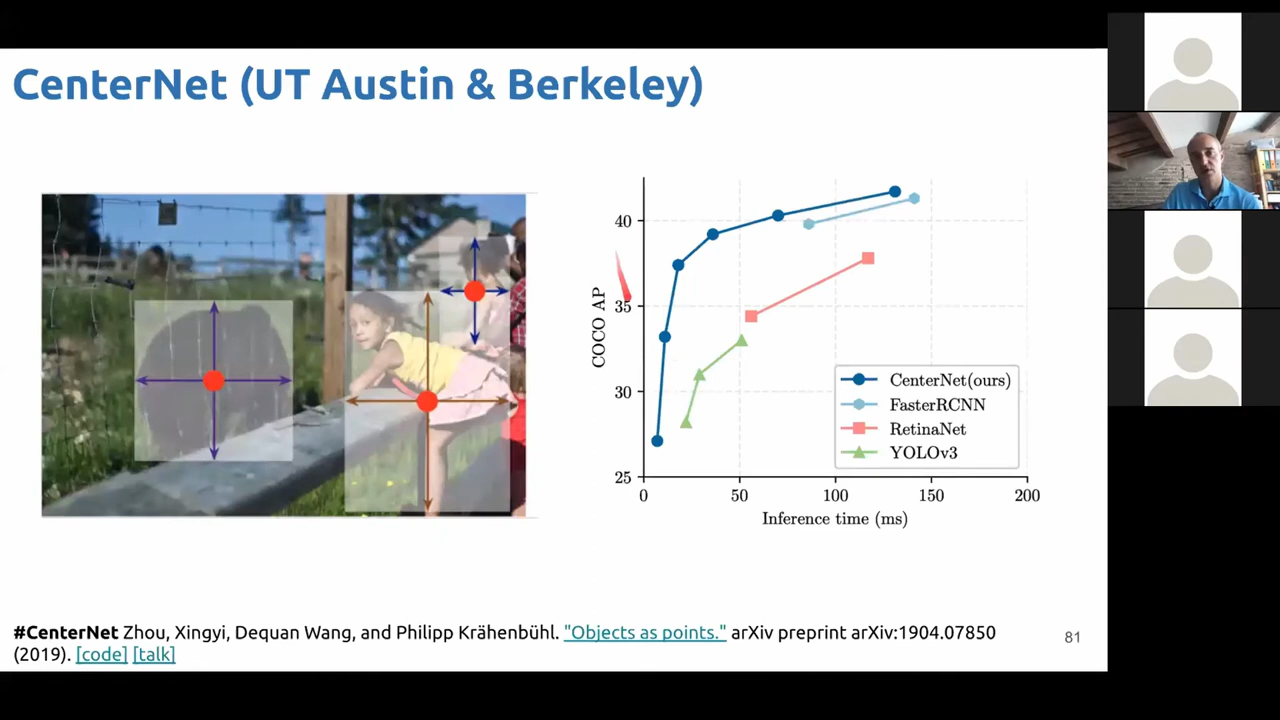 CenterNet (UT Austin & Berkeley)
COCO AP
40
35
30
25
0 50 100 150 200
Inference time (ms)
CenterNet(ours)
FasterRCNN
RetinaNet
YOLOv3
#CenterNet Zhou, Xingyi, Dequan Wang, and Philipp Krähenbühl. "Objects as points." arXiv preprint arXiv:1904.07850
(2019). [code] [talk]
81